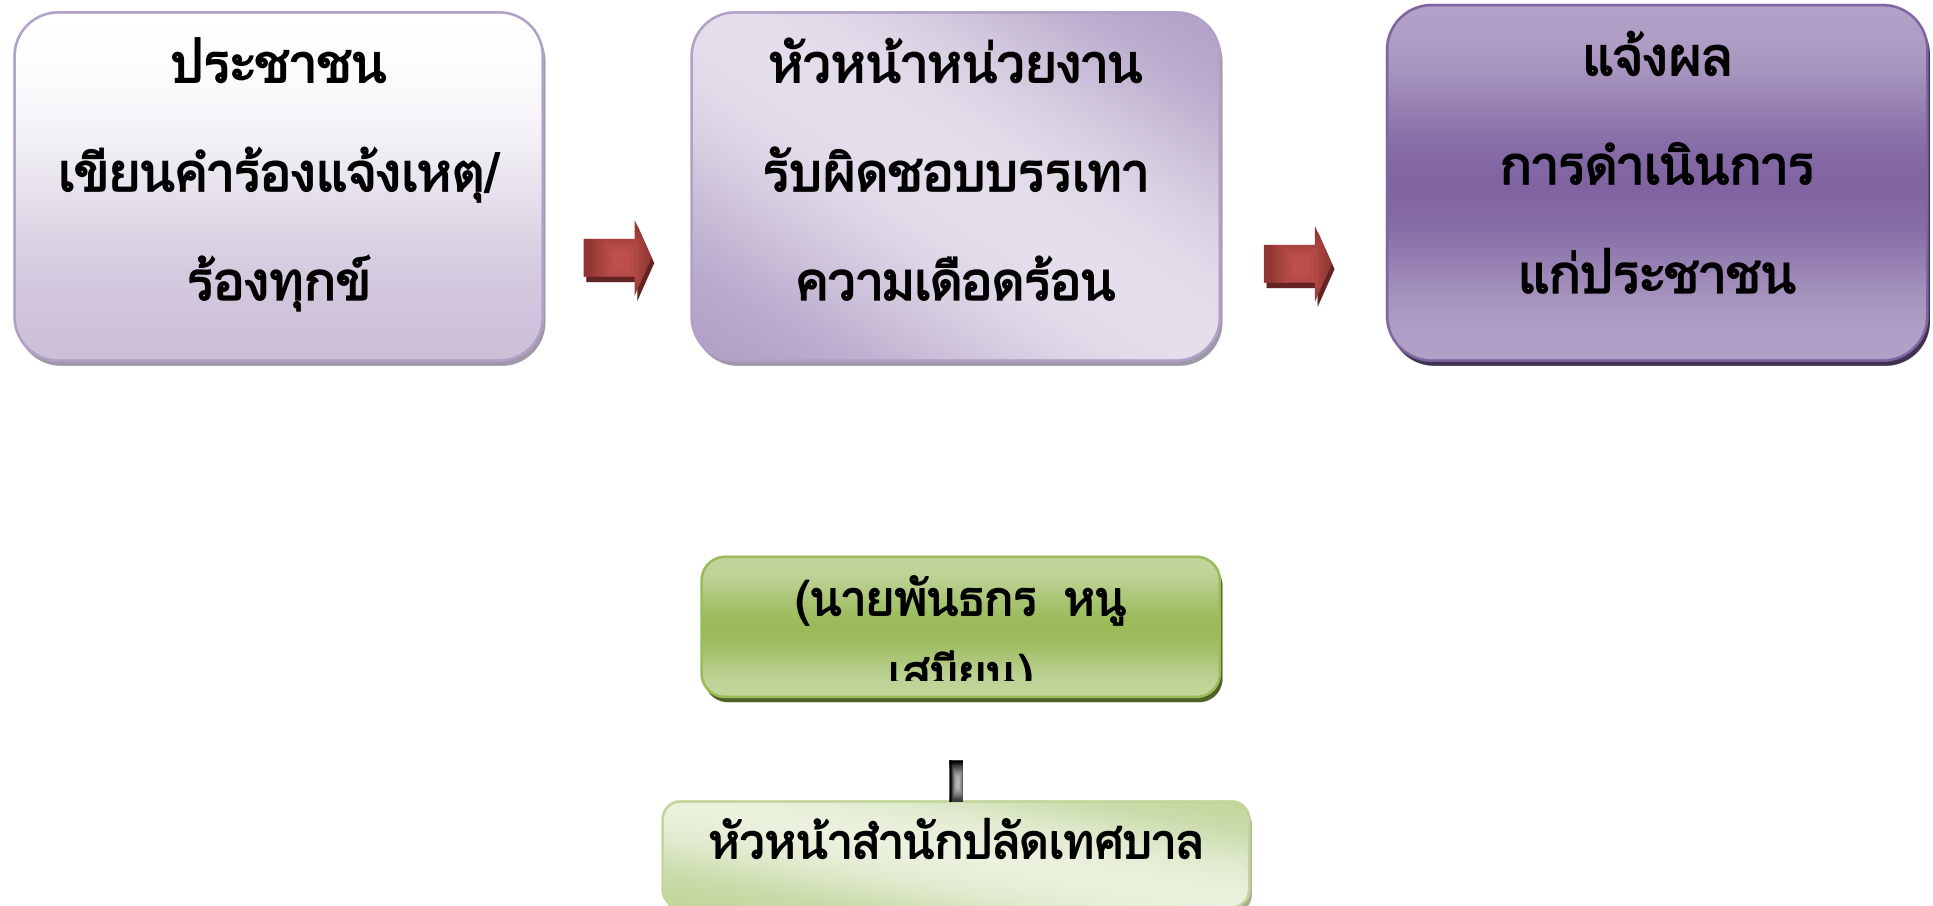 ประชาชน
เขียนคำร้องแจ้งเหตุ/
ร้องทุกข์
หัวหน้าหน่วยงาน
รับผิดชอบบรรเทา
ความเดือดร้อน
แจ้งผล
การดำเนินการ
แก่ประชาชน
(นายพันธกร หนู
เสนียน)
หัวหน้าสำนักปลัดเทศบาล